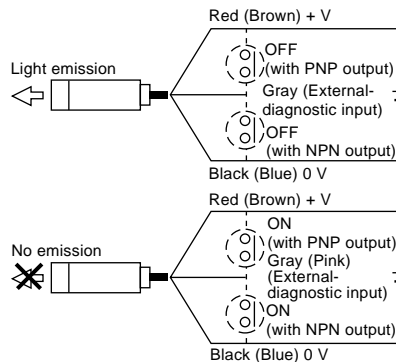 Red (Brown) + V
OFF
(with PNP output)
Light emission
Gray (External-
diagnostic input)
OFF
(with NPN output)
Black (Blue) 0 V
Red (Brown) + V
ON
(with PNP output)
No emission
Gray (Pink)
(External-
diagnostic input)
ON
(with NPN output)
Black (Blue) 0 V